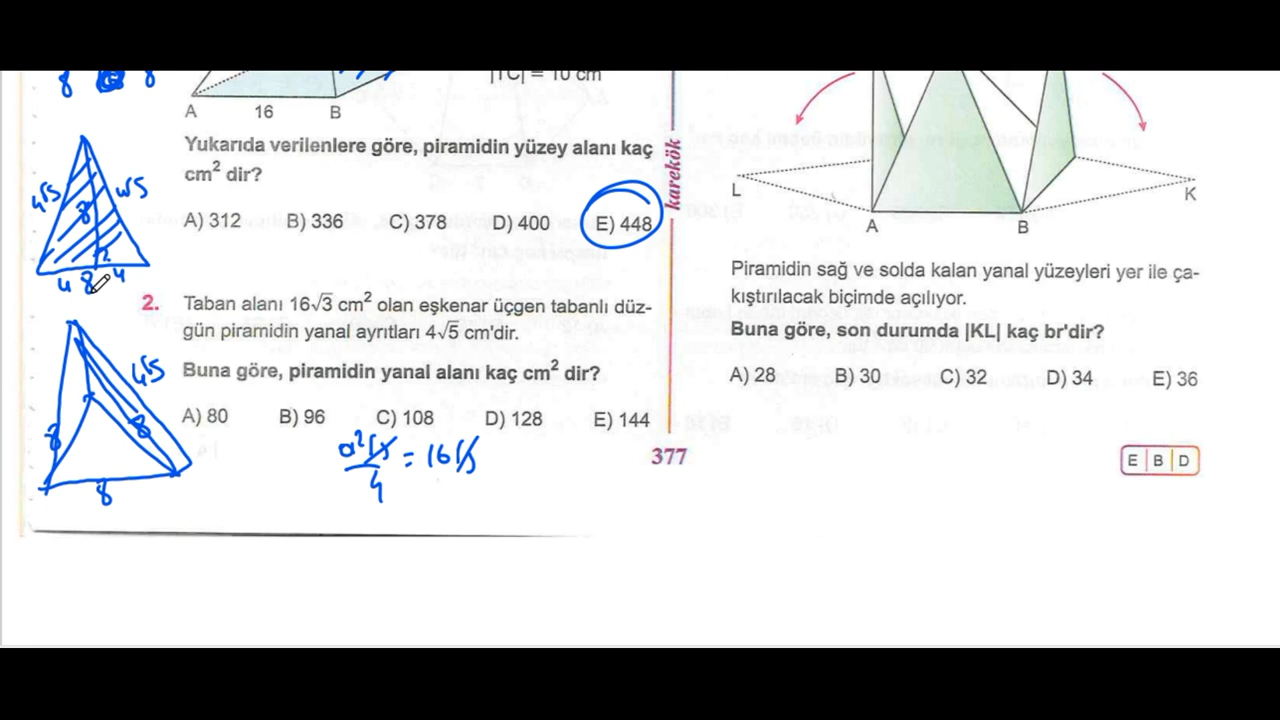 8 8
|TC| = 10 cm
A 16 B
Yukarıda verilenlere göre, piramidin yüzey alanı kaç
cm² dir?
A) 312 B) 336 C) 378 D) 400 E) 448
4√5 8 4√5
4 8 4
2. Taban alanı 16√3 cm² olan eşkenar üçgen tabanlı düz-
gün piramidin yanal ayrıtları 4√5 cm'dir.
Buna göre, piramidin yanal alanı kaç cm² dir?
A) 80 B) 96 C) 108 D) 128 E) 144
4√5
8 8
8
a²√3 = 16√3
4
karekök
377
L K
A B
Piramidin sağ ve solda kalan yanal yüzeyleri yer ile ça-
kıştırılacak biçimde açılıyor.
Buna göre, son durumda |KL| kaç br'dir?
A) 28 B) 30 C) 32 D) 34 E) 36
E B D